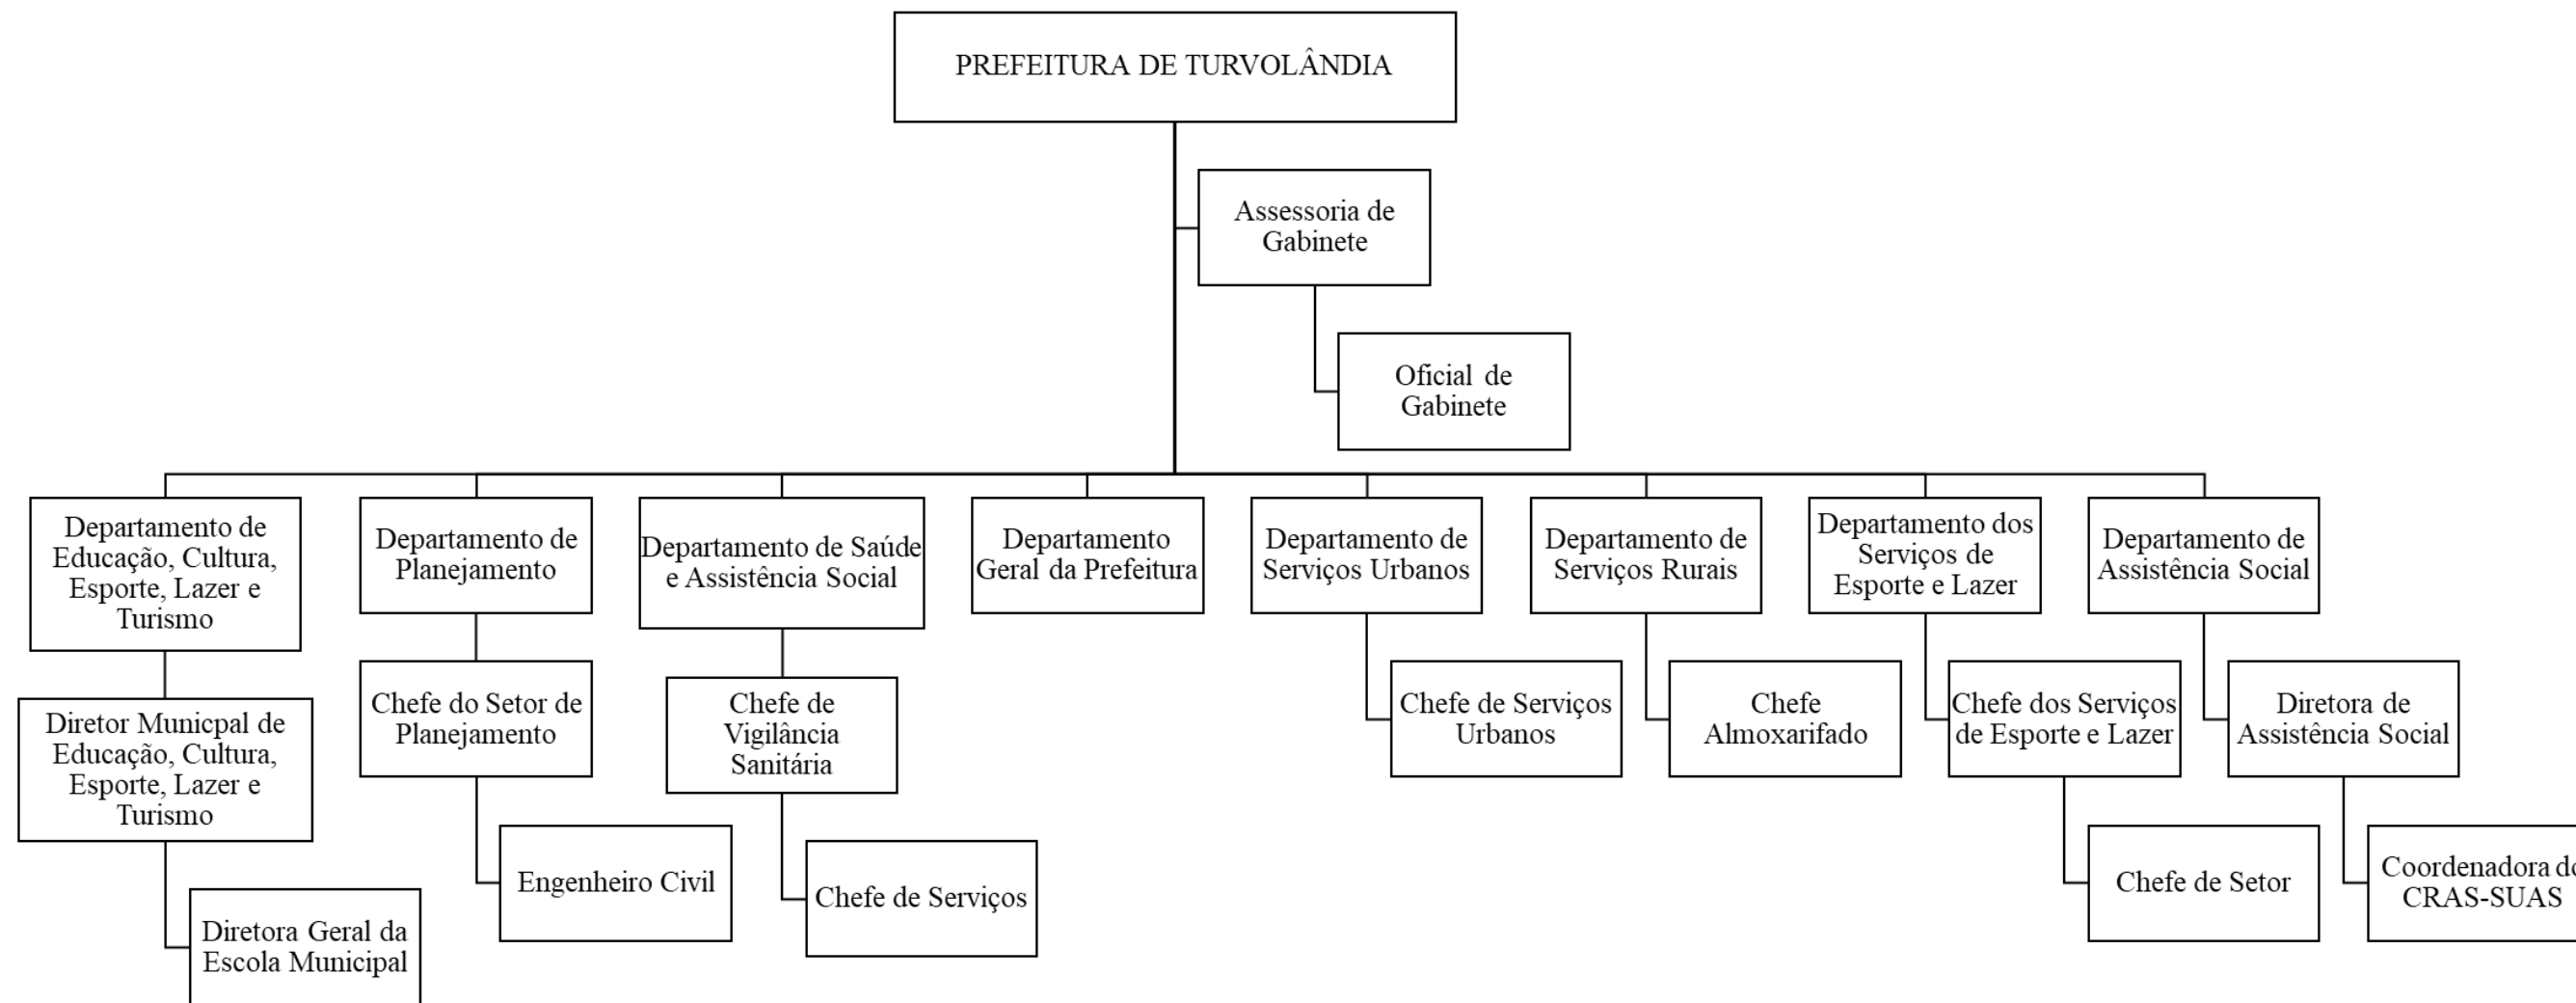 PREFEITURA DE TURVOLÂNDIA
Assessoria de
Gabinete
Oficial de
Gabinete
Departamento de
Educação, Cultura,
Esporte, Lazer e
Turismo
Departamento de
Planejamento
Departamento de Saúde
e Assistência Social
Departamento
Geral da Prefeitura
Departamento de
Serviços Urbanos
Departamento de
Serviços Rurais
Departamento dos
Serviços de
Esporte e Lazer
Departamento de
Assistência Social
Diretor Municpal de
Educação, Cultura,
Esporte, Lazer e
Turismo
Chefe do Setor de
Planejamento
Chefe de
Vigilância
Sanitária
Chefe de Serviços
Urbanos
Chefe
Almoxarifado
Chefe dos Serviços
de Esporte e Lazer
Diretora de
Assistência Social
Diretora Geral da
Escola Municipal
Engenheiro Civil
Chefe de Serviços
Chefe de Setor
Coordenadora
CRAS-SUAS